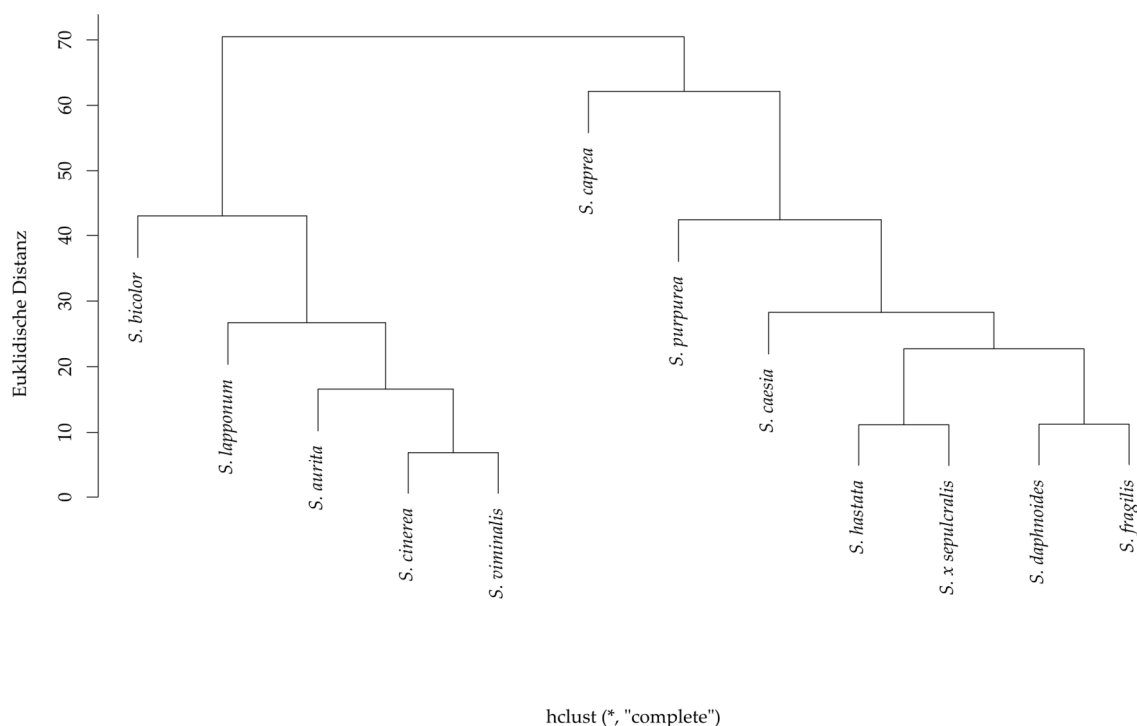 Euklidische Distanz
70
60
50
40
30
20
10
0
S. bicolor
S. lapponum
S. aurita
S. cinerea
S. viminalis
S. caprea
S. purpurea
S. caesia
S. hastata
S. x sepulcralis
S. daphnoides
S. fragilis
hclust (*, "complete")